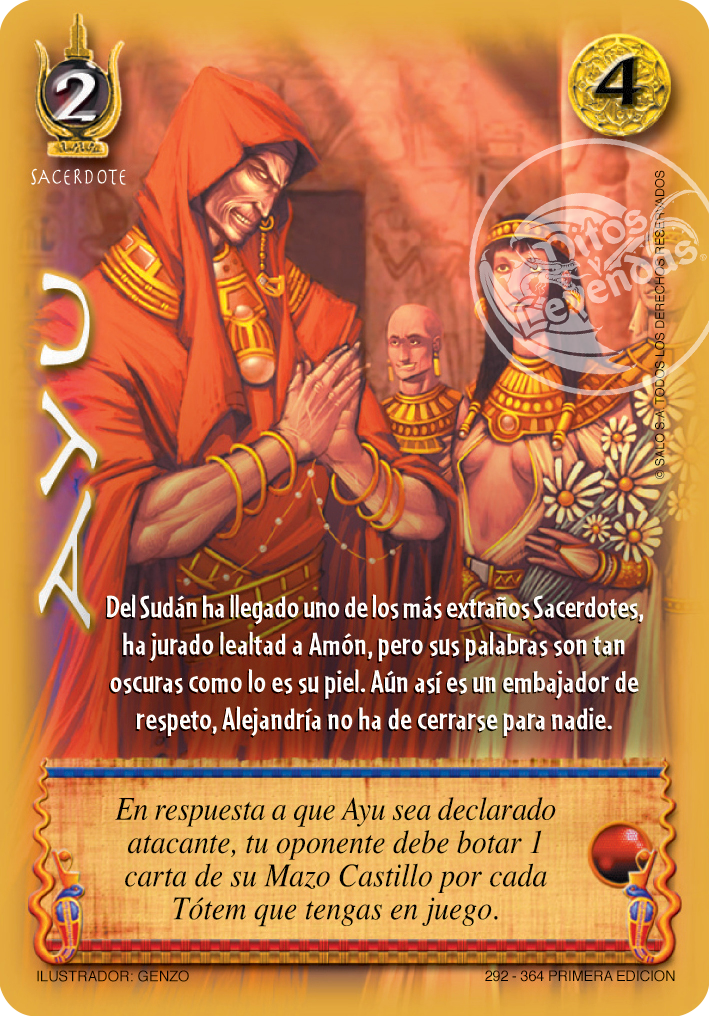 2
4
SACERDOTE
Mitos
y
Leyendas
© SALO S.A TODOS LOS DERECHOS RESERVADOS
AYU
Del Sudán ha llegado uno de los más extraños Sacerdotes,
ha jurado lealtad a Amón, pero sus palabras son tan
oscuras como lo es su piel. Aún así es un embajador de
respeto, Alejandría no ha de cerrarse para nadie.
En respuesta a que Ayu sea declarado
atacante, tu oponente debe botar 1
carta de su Mazo Castillo por cada
Tótem que tengas en juego.
ILUSTRADOR: GENZO
292 - 364 PRIMERA EDICION